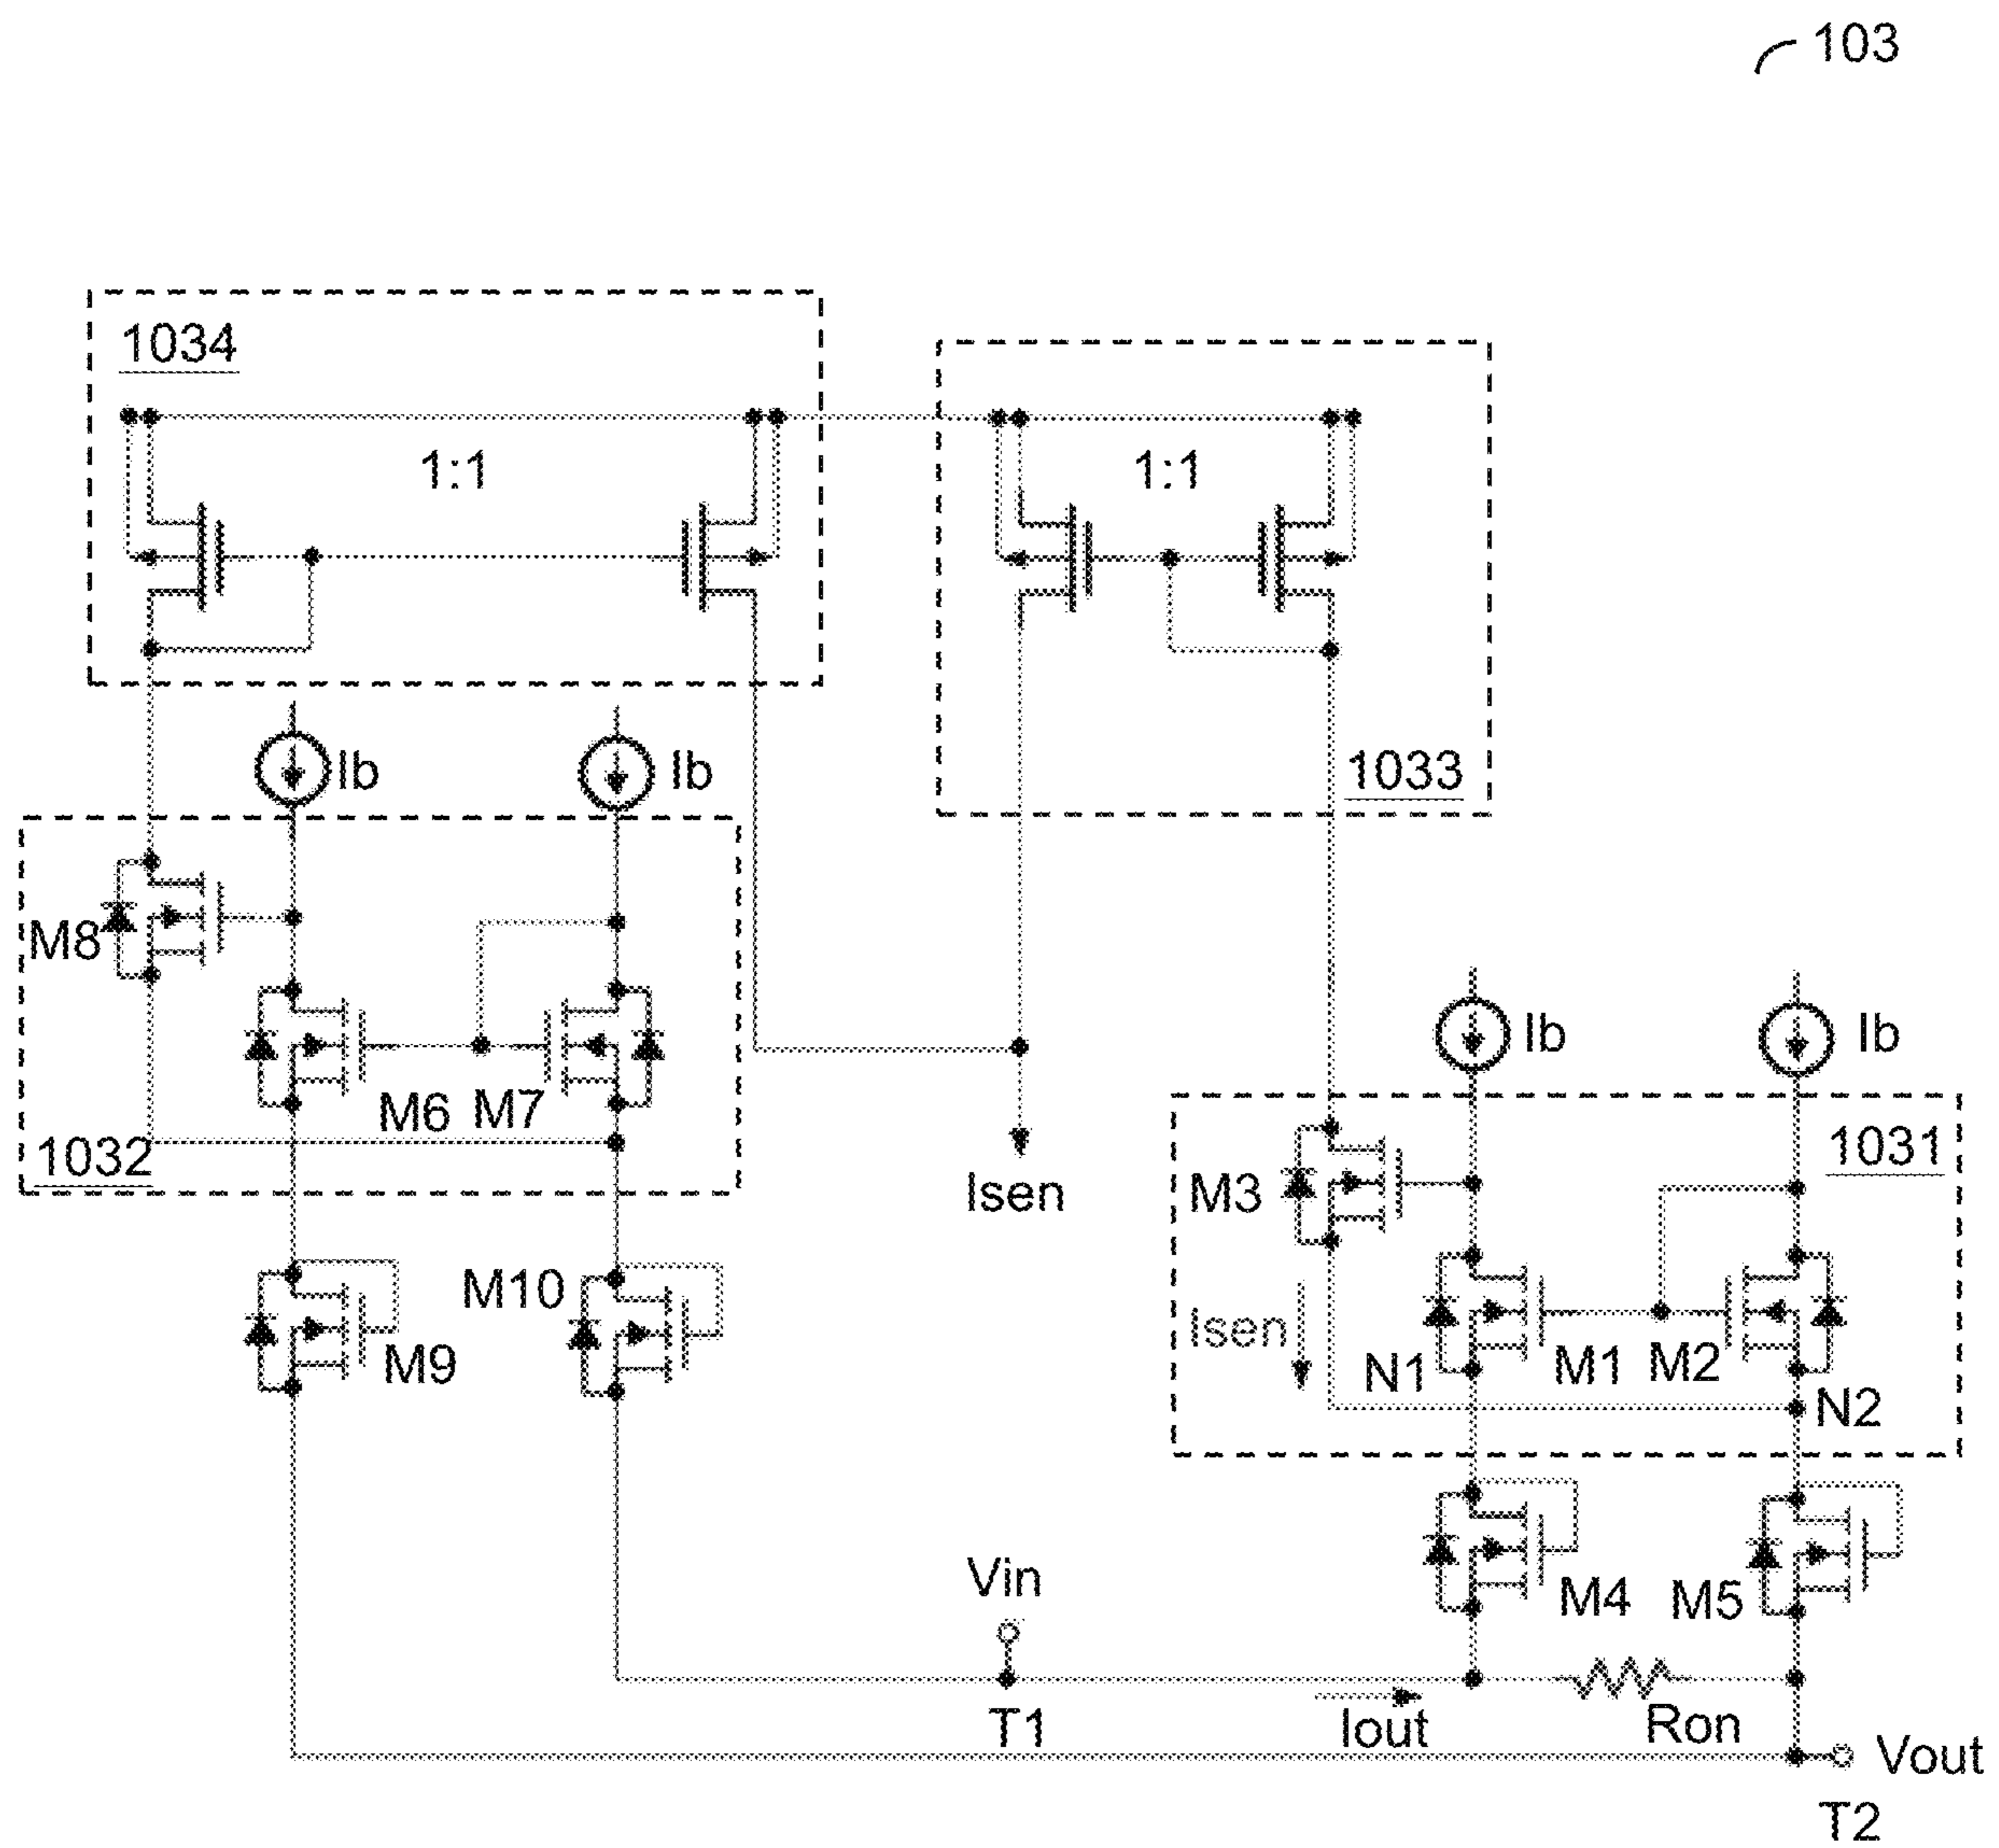 103
1034
1:1
1:1
1033
Ib
Ib
M8
M6
M7
1032
Isen
Ib
Ib
1031
M3
Isen
N1
M1
M2
N2
M10
M9
Vin
T1
M4
M5
Iout
Ron
Vout
T2